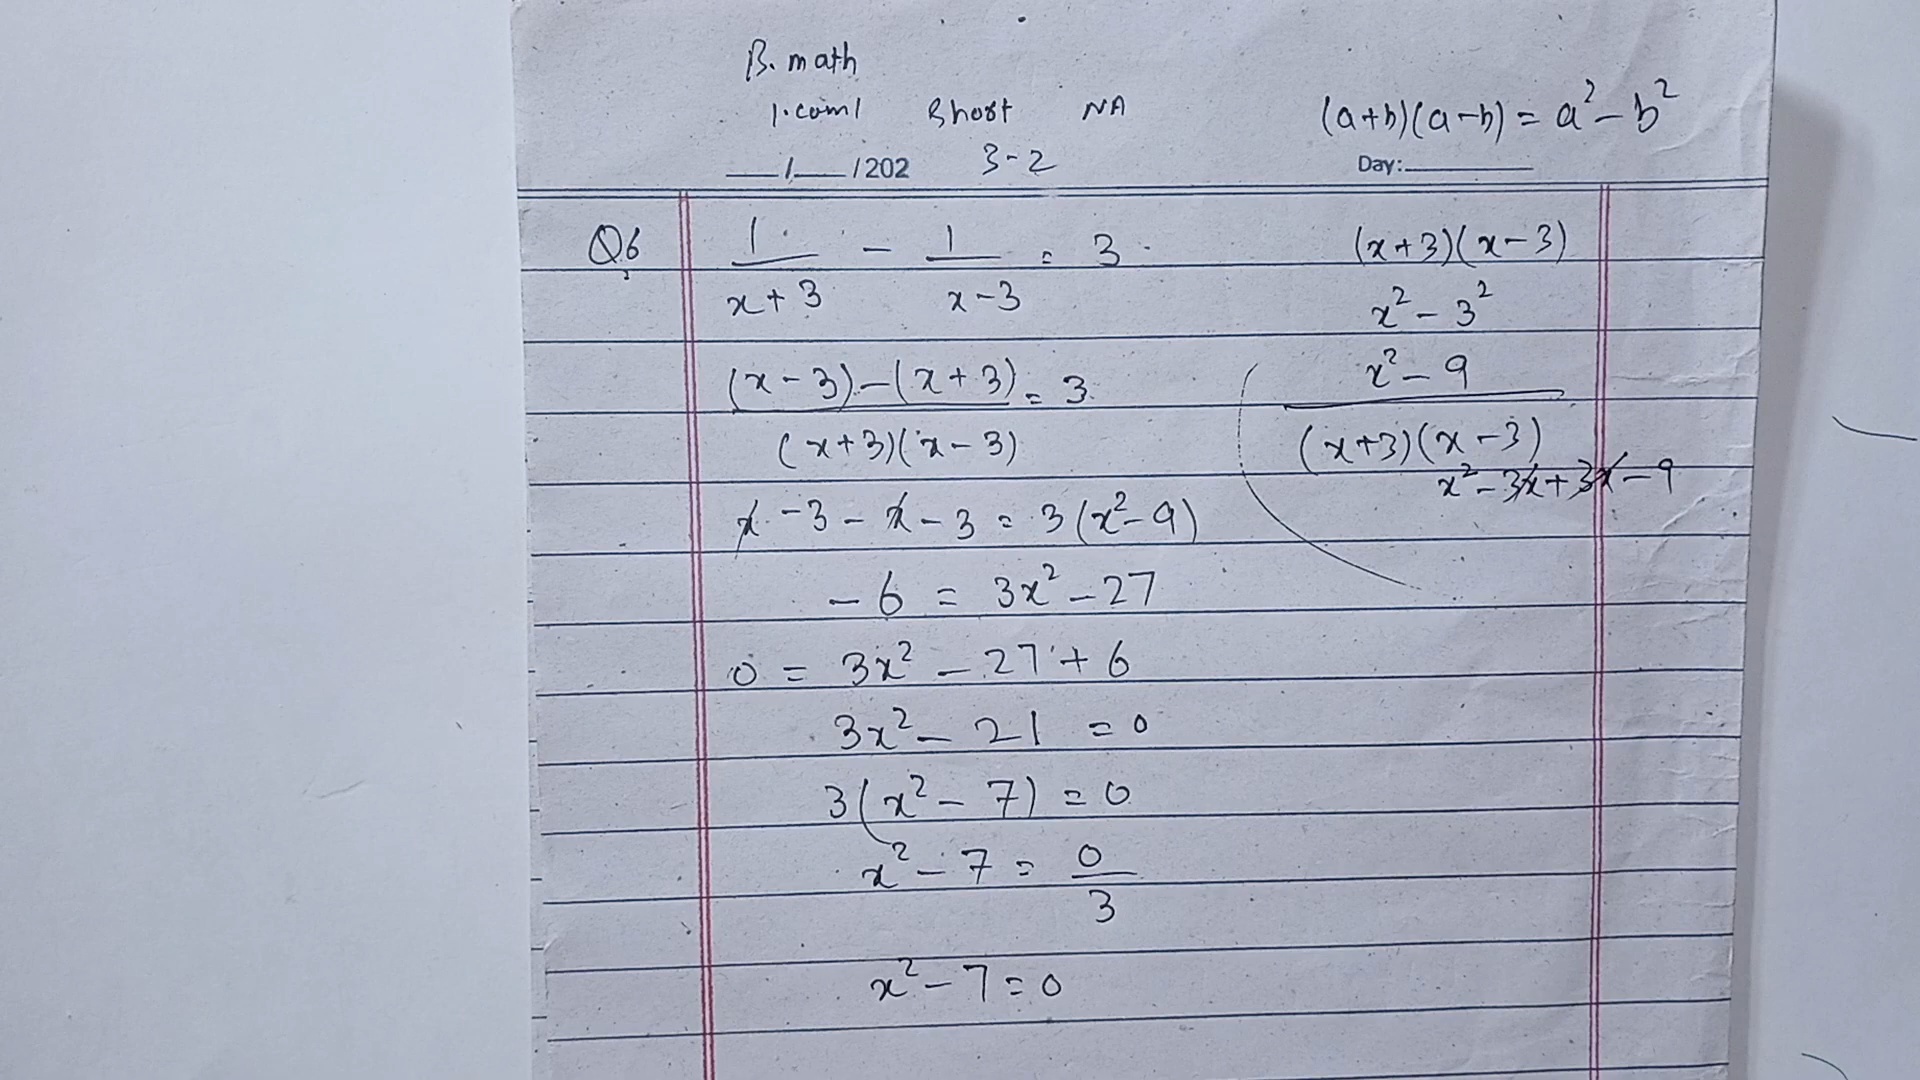 B. math
1.com1 Short NA
(a+b)(a-b) = a² - b²
__/__/202 3-2
Day:
Q6
1/(x+3) - 1/(x-3) = 3
((x-3)-(x+3))/((x+3)(x-3)) = 3
x - 3 - x - 3 = 3(x²-9)
-6 = 3x² - 27
0 = 3x² - 27 + 6
3x² - 21 = 0
3(x² - 7) = 0
x² - 7 = 0/3
x² - 7 = 0
(x+3)(x-3)
x² - 3²
x² - 9
(x+3)(x-3)
x² - 3x + 3x - 9